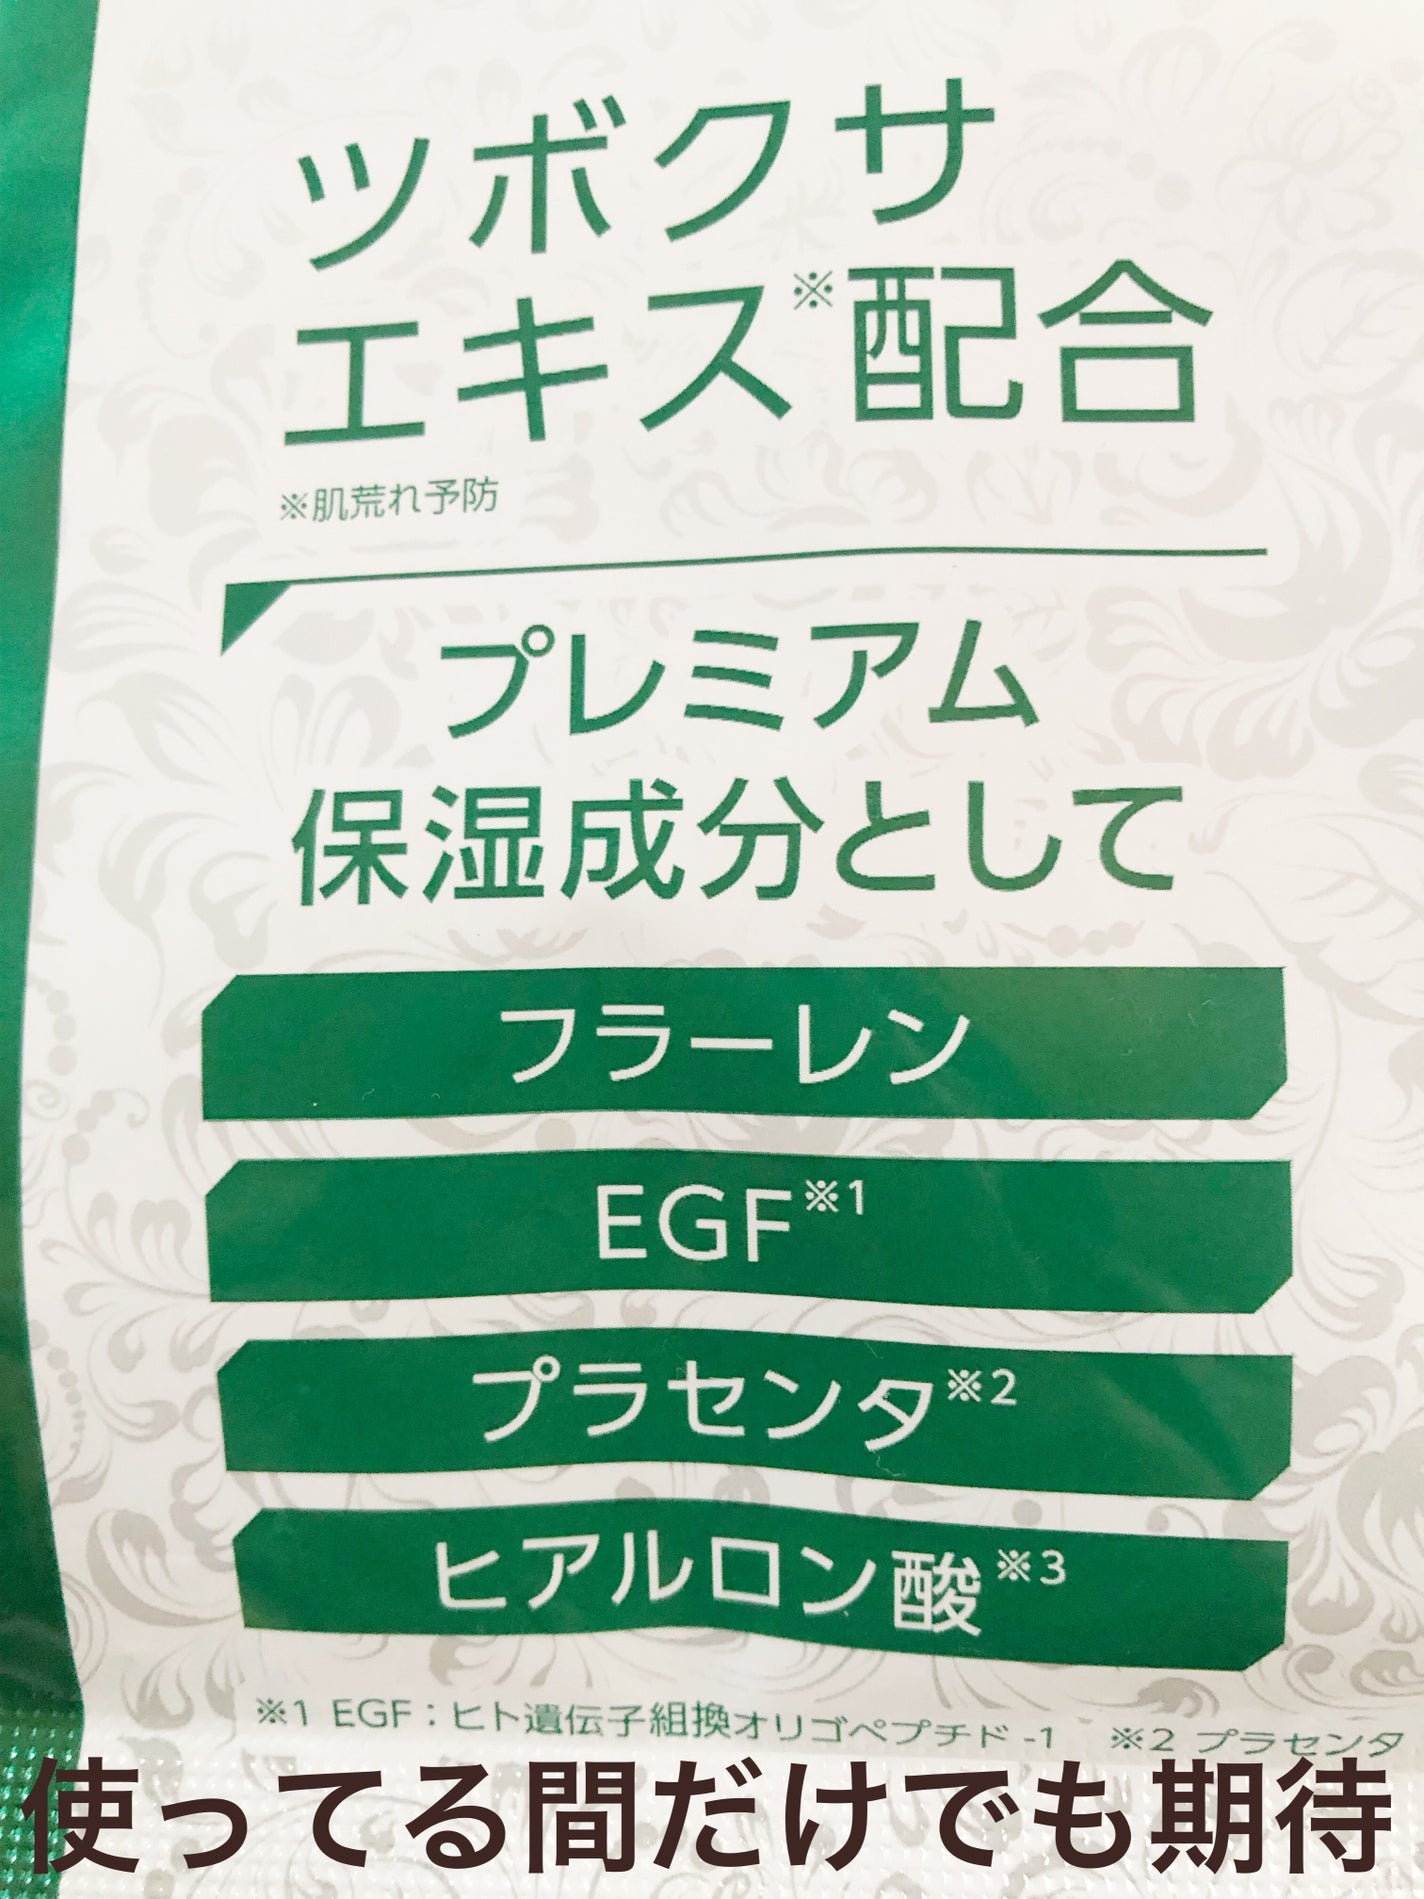 ツボクサ
エキス※配合
※肌荒れ予防
プレミアム
保湿成分として
フラーレン
EGF※1
プラセンタ※2
ヒアルロン酸※3
※1 EGF：ヒト遺伝子組換オリゴペプチド-1　※2 プラセンタ
使ってる間だけでも期待